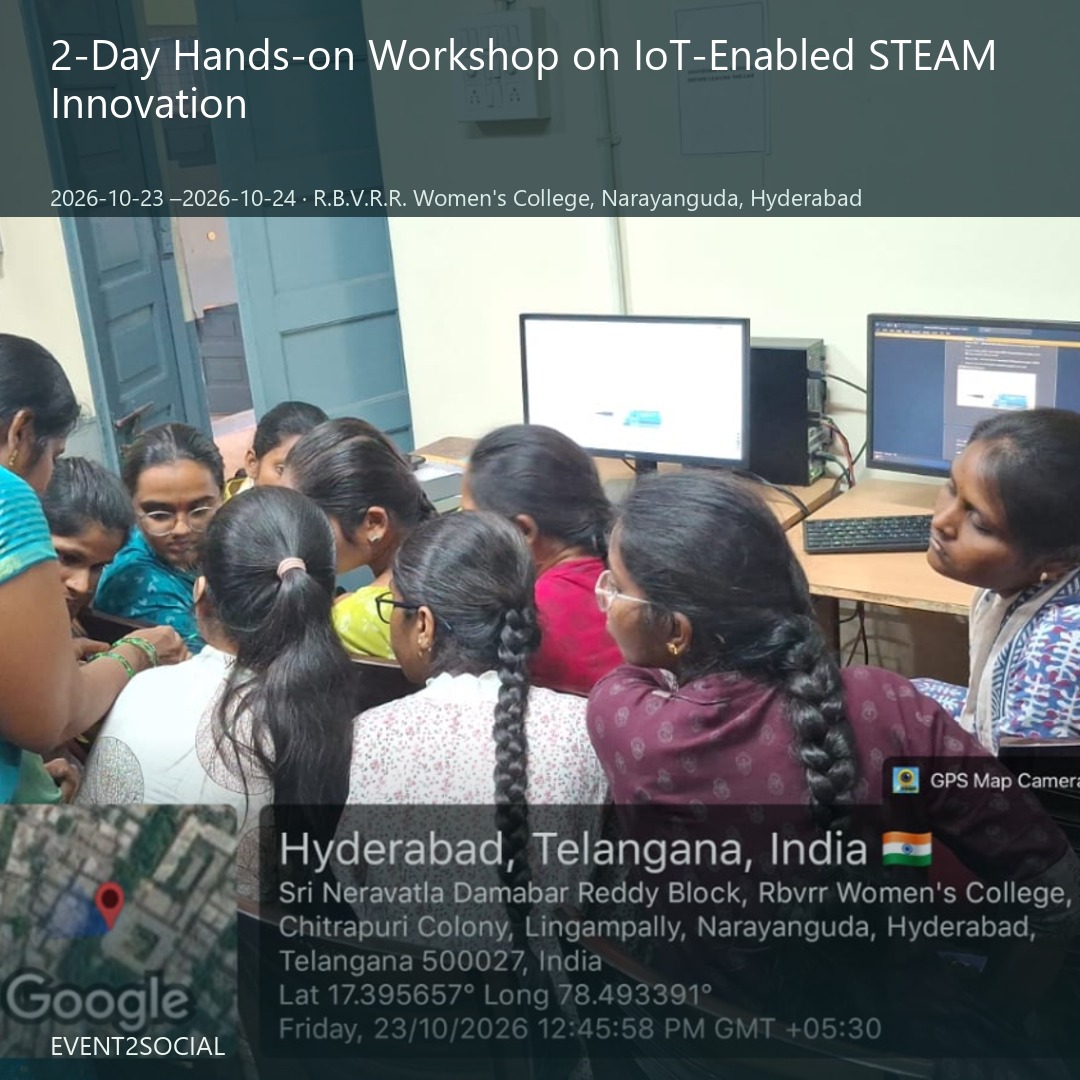 2-Day Hands-on Workshop on IoT-Enabled STEAM
Innovation
2026-10-23 –2026-10-24 · R.B.V.R.R. Women's College, Narayanguda, Hyderabad
GPS Map Camera
Hyderabad, Telangana, India
Sri Neravatla Damabar Reddy Block, Rbvrr Women's College,
Chitrapuri Colony, Lingampally, Narayanguda, Hyderabad,
Telangana 500027, India
Lat 17.395657° Long 78.493391°
Friday, 23/10/2026 12:45:58 PM GMT +05:30
Google
EVENT2SOCIAL